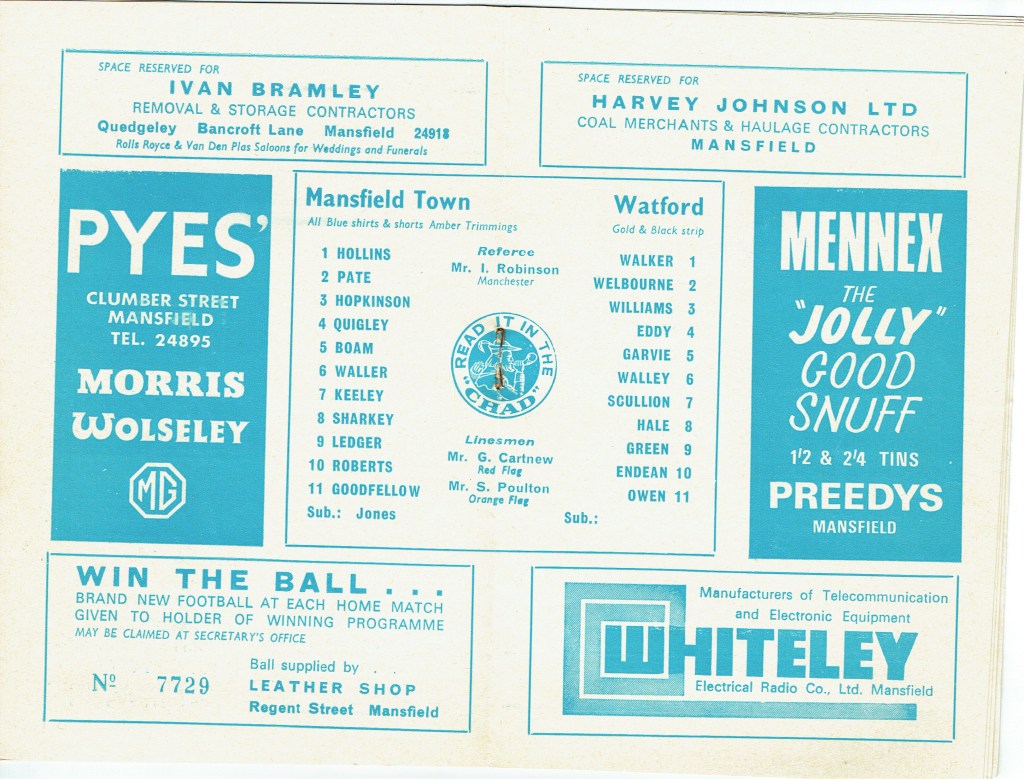 SPACE RESERVED FOR
IVAN BRAMLEY
REMOVAL & STORAGE CONTRACTORS
Quedgeley Bancroft Lane Mansfield 24918
Rolls Royce & Van Den Plas Saloons for Weddings and Funerals
SPACE RESERVED FOR
HARVEY JOHNSON LTD
COAL MERCHANTS & HAULAGE CONTRACTORS
MANSFIELD
PYES'
CLUMBER STREET
MANSFIELD
TEL. 24895
MORRIS
WOLSELEY
MG
Mansfield Town
All Blue shirts & shorts Amber Trimmings
1 HOLLINS
2 PATE
3 HOPKINSON
4 QUIGLEY
5 BOAM
6 WALLER
7 KEELEY
8 SHARKEY
9 LEDGER
10 ROBERTS
11 GOODFELLOW
Sub.: Jones
Referee
Mr. I. Robinson
Manchester
READ IT IN THE
"CHAD"
Linesmen
Mr. G. Cartnew
Red Flag
Mr. S. Poulton
Orange Flag
Watford
Gold & Black strip
WALKER 1
WELBOURNE 2
WILLIAMS 3
EDDY 4
GARVIE 5
WALLEY 6
SCULLION 7
HALE 8
GREEN 9
ENDEAN 10
OWEN 11
Sub.:
MENNEX
THE
"JOLLY"
GOOD
SNUFF
1'2 & 2'4 TINS
PREEDYS
MANSFIELD
WIN THE BALL . . .
BRAND NEW FOOTBALL AT EACH HOME MATCH
GIVEN TO HOLDER OF WINNING PROGRAMME
MAY BE CLAIMED AT SECRETARY'S OFFICE
Nº 7729
Ball supplied by . .
LEATHER SHOP
Regent Street Mansfield
Manufacturers of Telecommunication
and Electronic Equipment
WHITELEY
Electrical Radio Co., Ltd. Mansfield